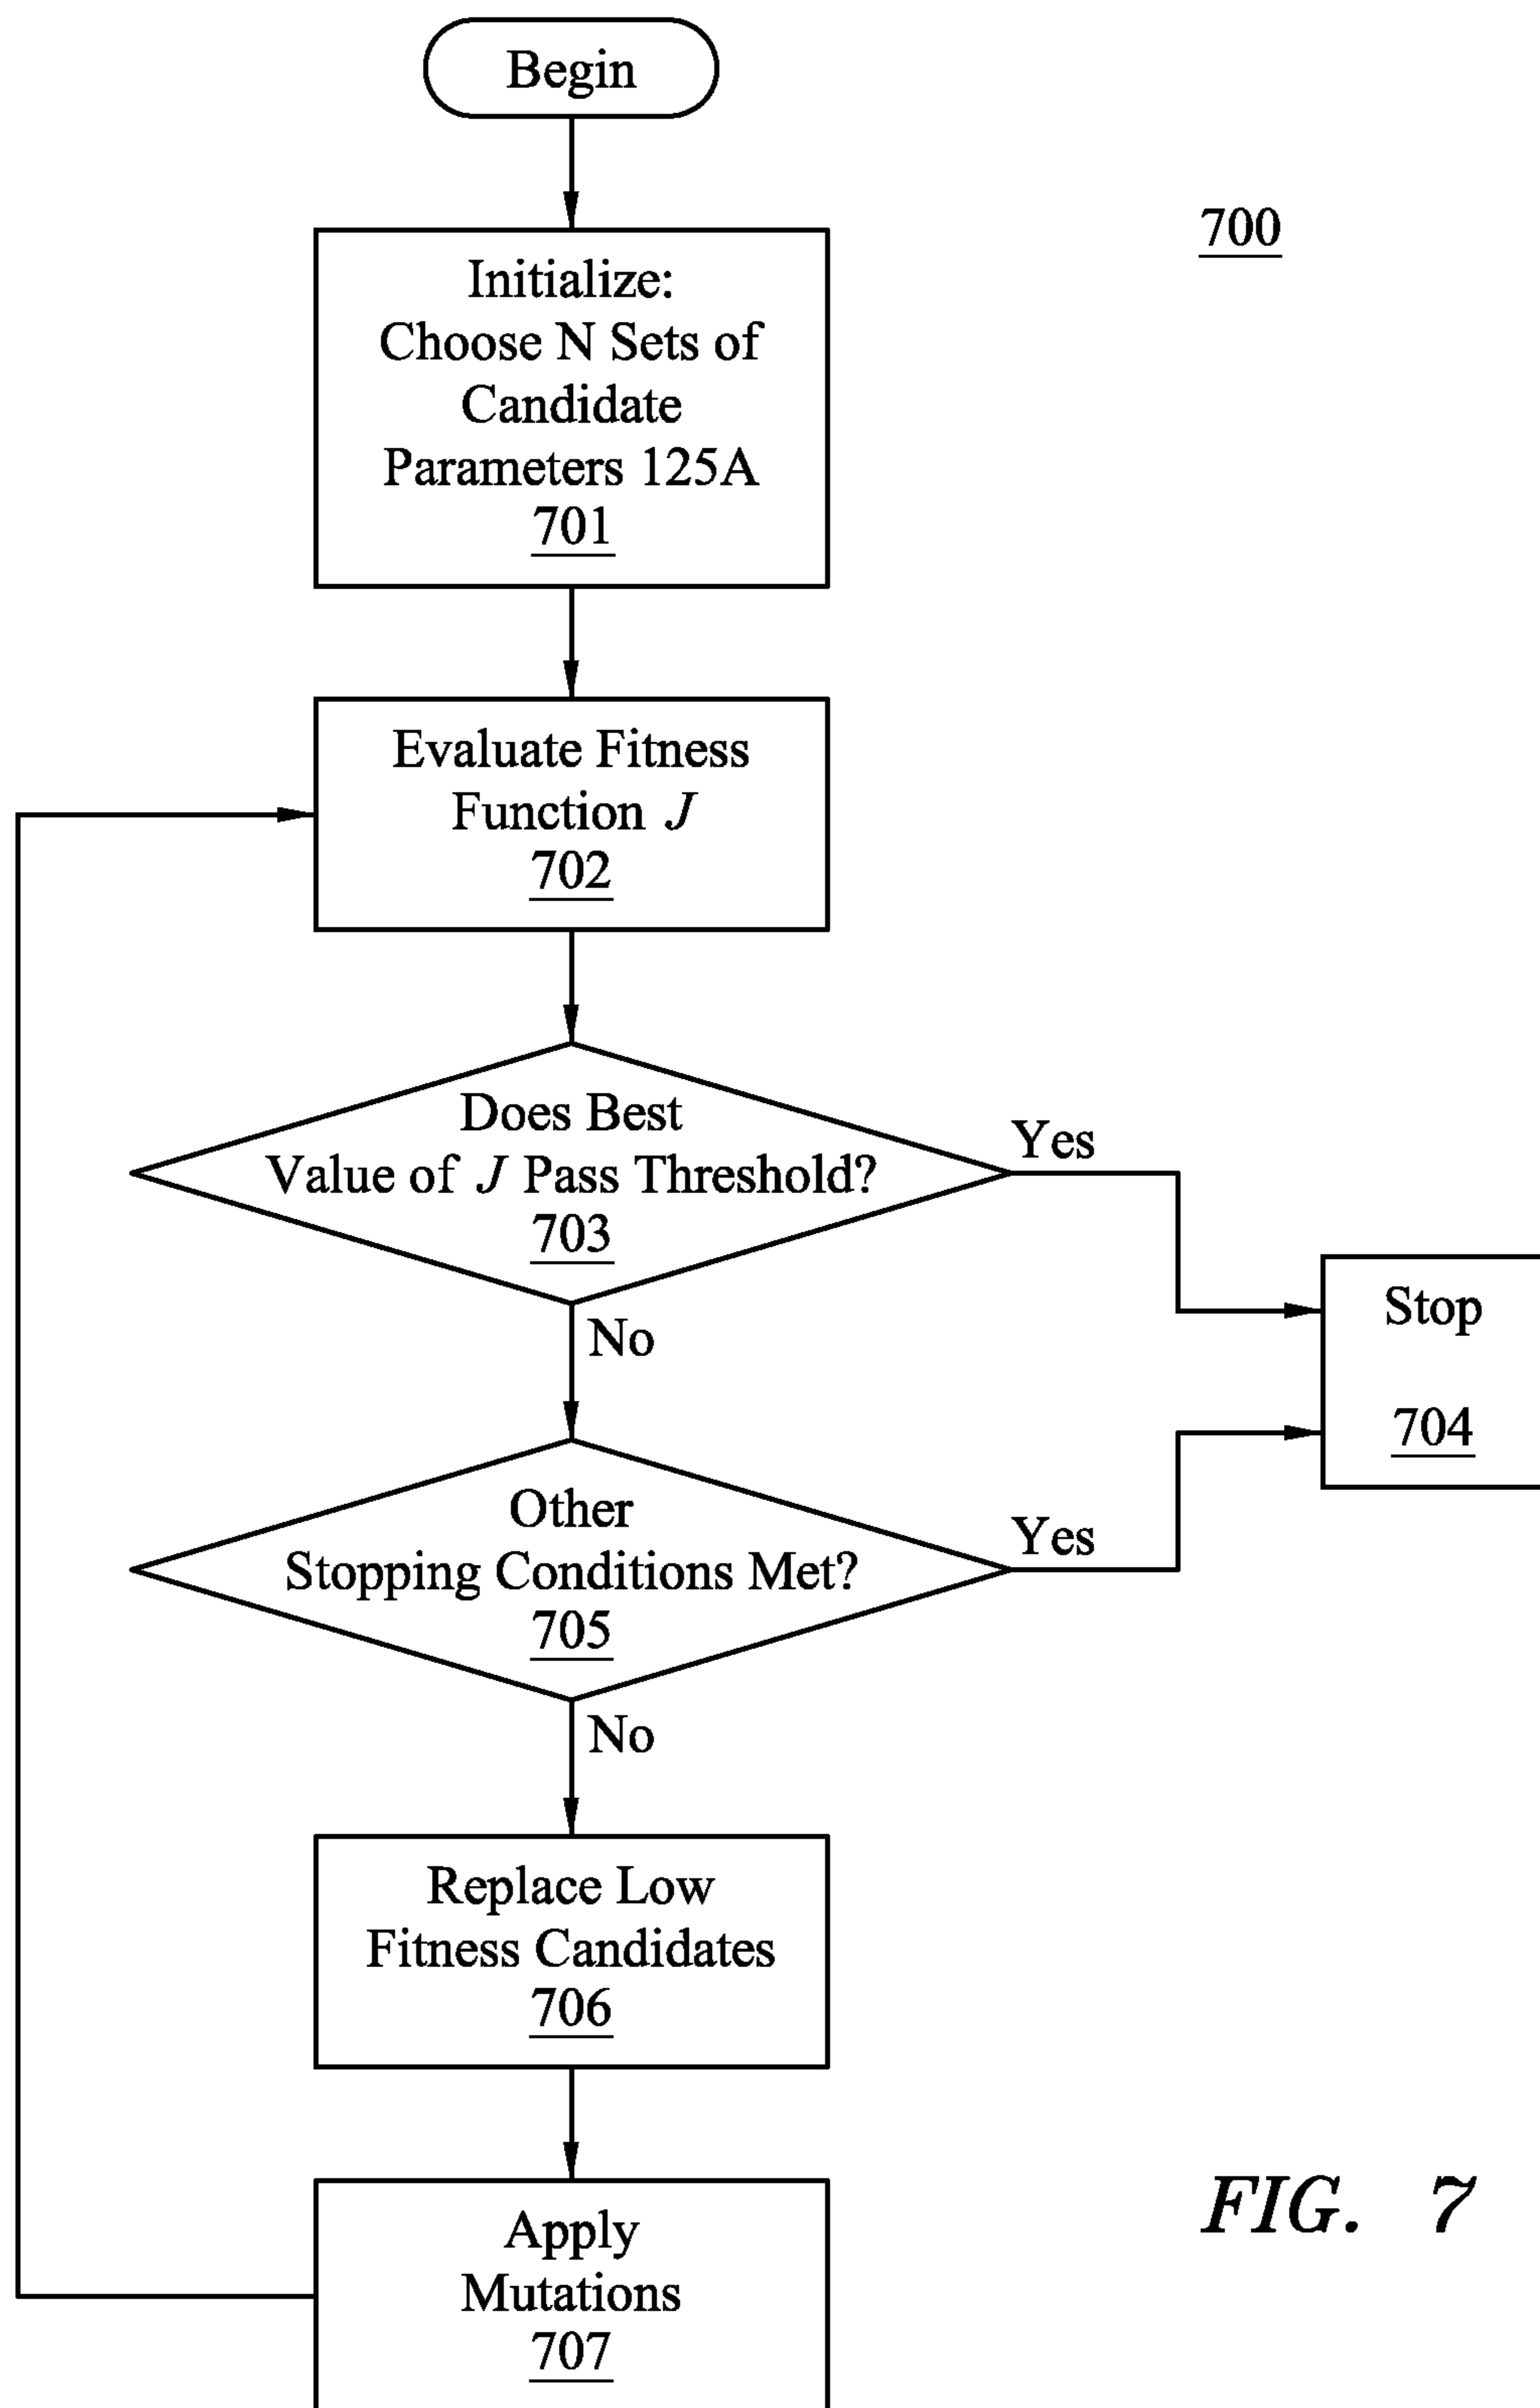 Begin
700
Initialize:
Choose N Sets of
Candidate
Parameters 125A
701
Evaluate Fitness
Function J
702
Does Best
Value of J Pass Threshold?
703
Yes
No
Stop
704
Other
Stopping Conditions Met?
705
Yes
No
Replace Low
Fitness Candidates
706
Apply
Mutations
707
FIG. 7